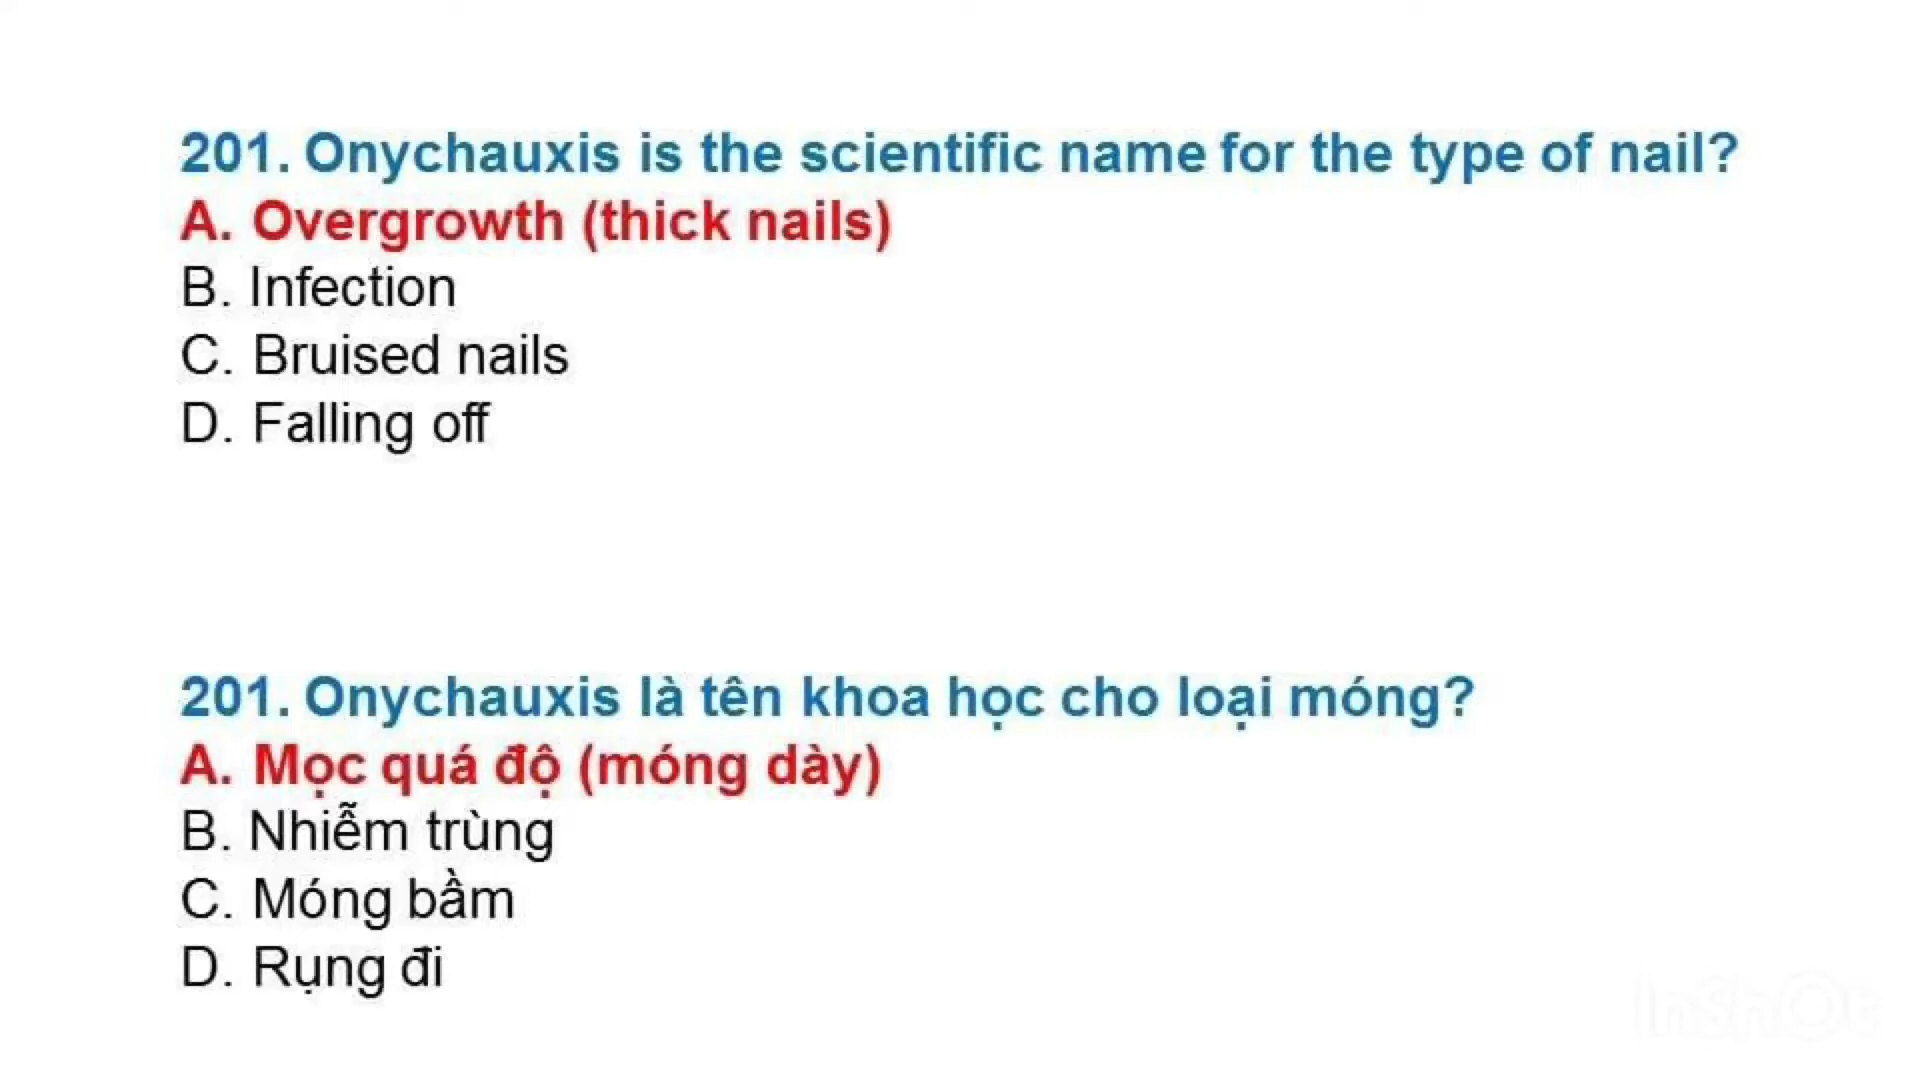 201. Onychauxis is the scientific name for the type of nail?
A. Overgrowth (thick nails)
B. Infection
C. Bruised nails
D. Falling off
201. Onychauxis là tên khoa học cho loại móng?
A. Mọc quá độ (móng dày)
B. Nhiễm trùng
C. Móng bầm
D. Rụng đi
InShOt